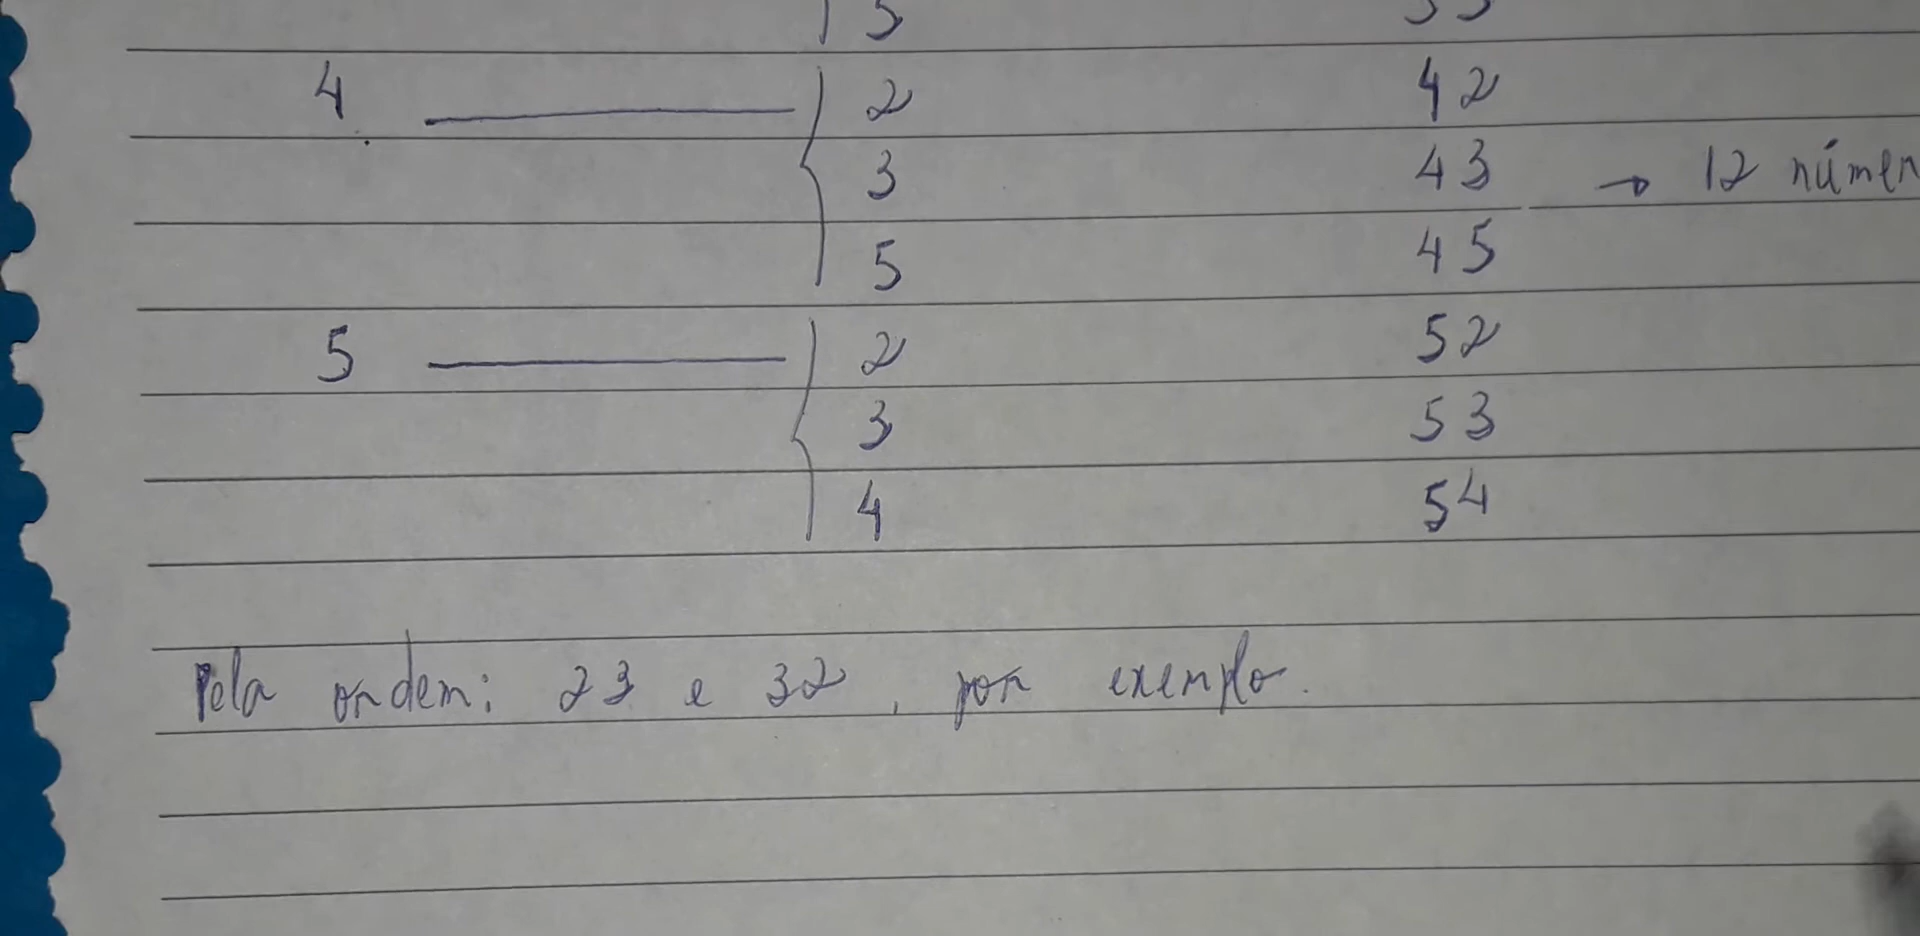 5
4 2 42
3 43 → 12 númer
5 45
5 2 52
3 53
4 54
Pela ordem: 23 e 32, por exemplo.